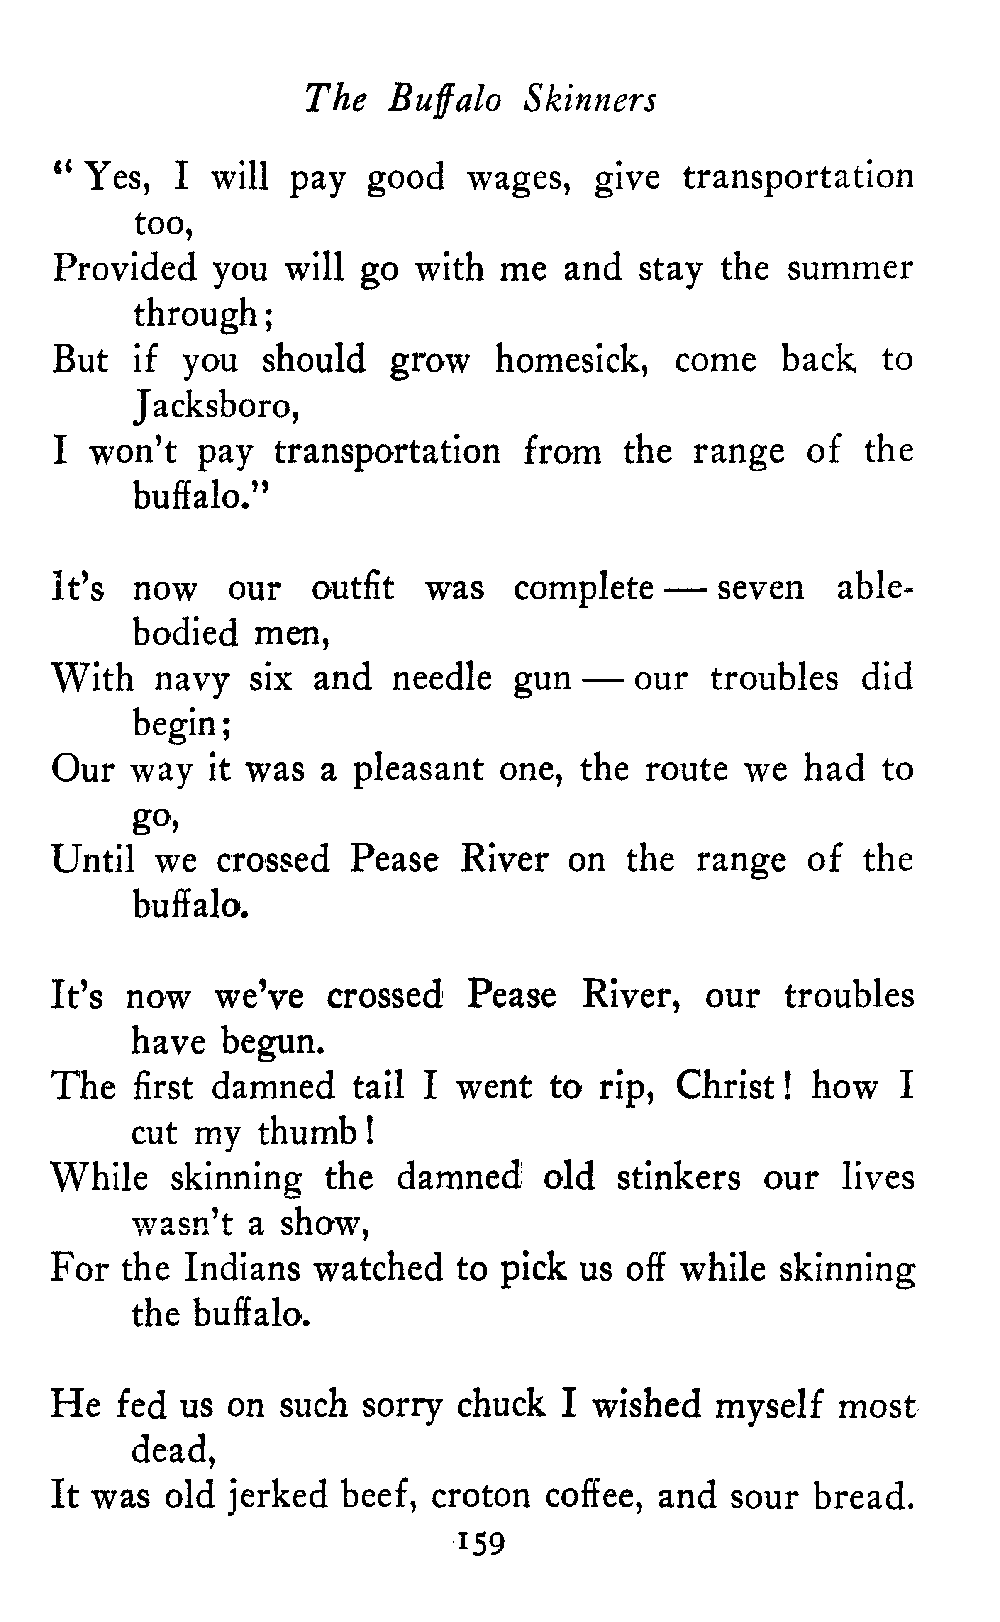 The Buffalo Skinners
“ Yes, I will pay good wages, give transportation
too,
Provided you will go with me and stay the summer
through;
But if you should grow homesick, come back to
Jacksboro,
I won't pay transportation from the range of the
buffalo.”
It's now our outfit was complete — seven able-
bodied men,
With navy six and needle gun — our troubles did
begin;
Our way it was a pleasant one, the route we had to
go,
Until we crossed Pease River on the range of the
buffalo.
It's now we've crossed Pease River, our troubles
have begun.
The first damned tail I went to rip, Christ! how I
cut my thumb!
While skinning the damned old stinkers our lives
wasn't a show,
For the Indians watched to pick us off while skinning
the buffalo.
He fed us on such sorry chuck I wished myself most
dead,
It was old jerked beef, croton coffee, and sour bread.
159